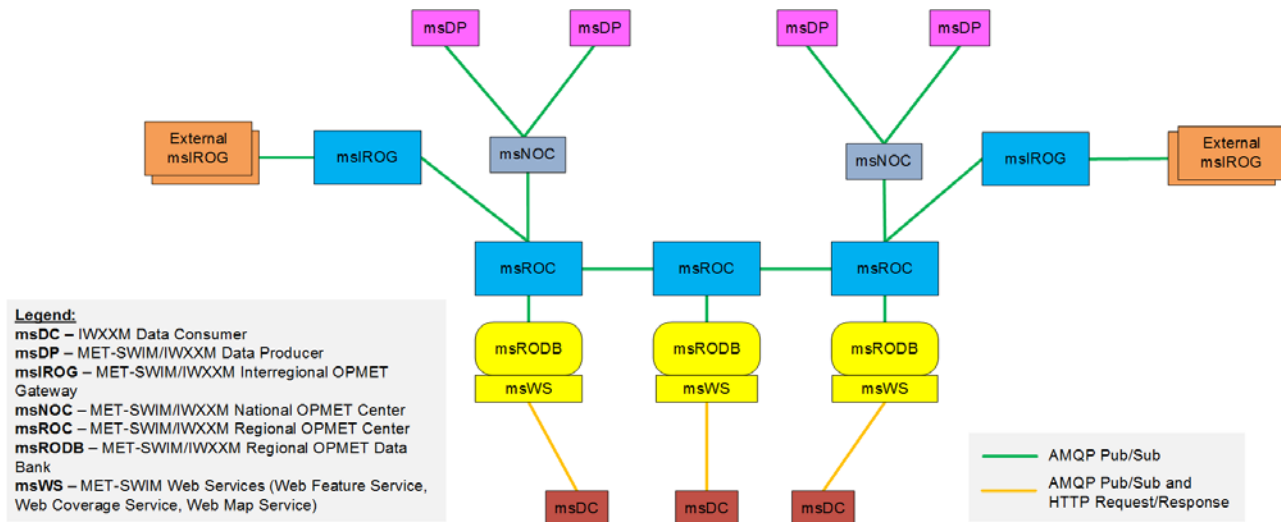 msDP
msDP
msDP
msDP
External
msIROG
msIROG
msNOC
msNOC
msIROG
External
msIROG
msROC
msROC
msROC
msRODB
msRODB
msRODB
msWS
msWS
msWS
msDC
msDC
msDC
Legend:
msDC – IWXXM Data Consumer
msDP – MET-SWIM/IWXXM Data Producer
msIROG – MET-SWIM/IWXXM Interregional OPMET
Gateway
msNOC – MET-SWIM/IWXXM National OPMET Center
msROC – MET-SWIM/IWXXM Regional OPMET Center
msRODB – MET-SWIM/IWXXM Regional OPMET Data
Bank
msWS – MET-SWIM Web Services (Web Feature Service,
Web Coverage Service, Web Map Service)
AMQP Pub/Sub
AMQP Pub/Sub and
HTTP Request/Response